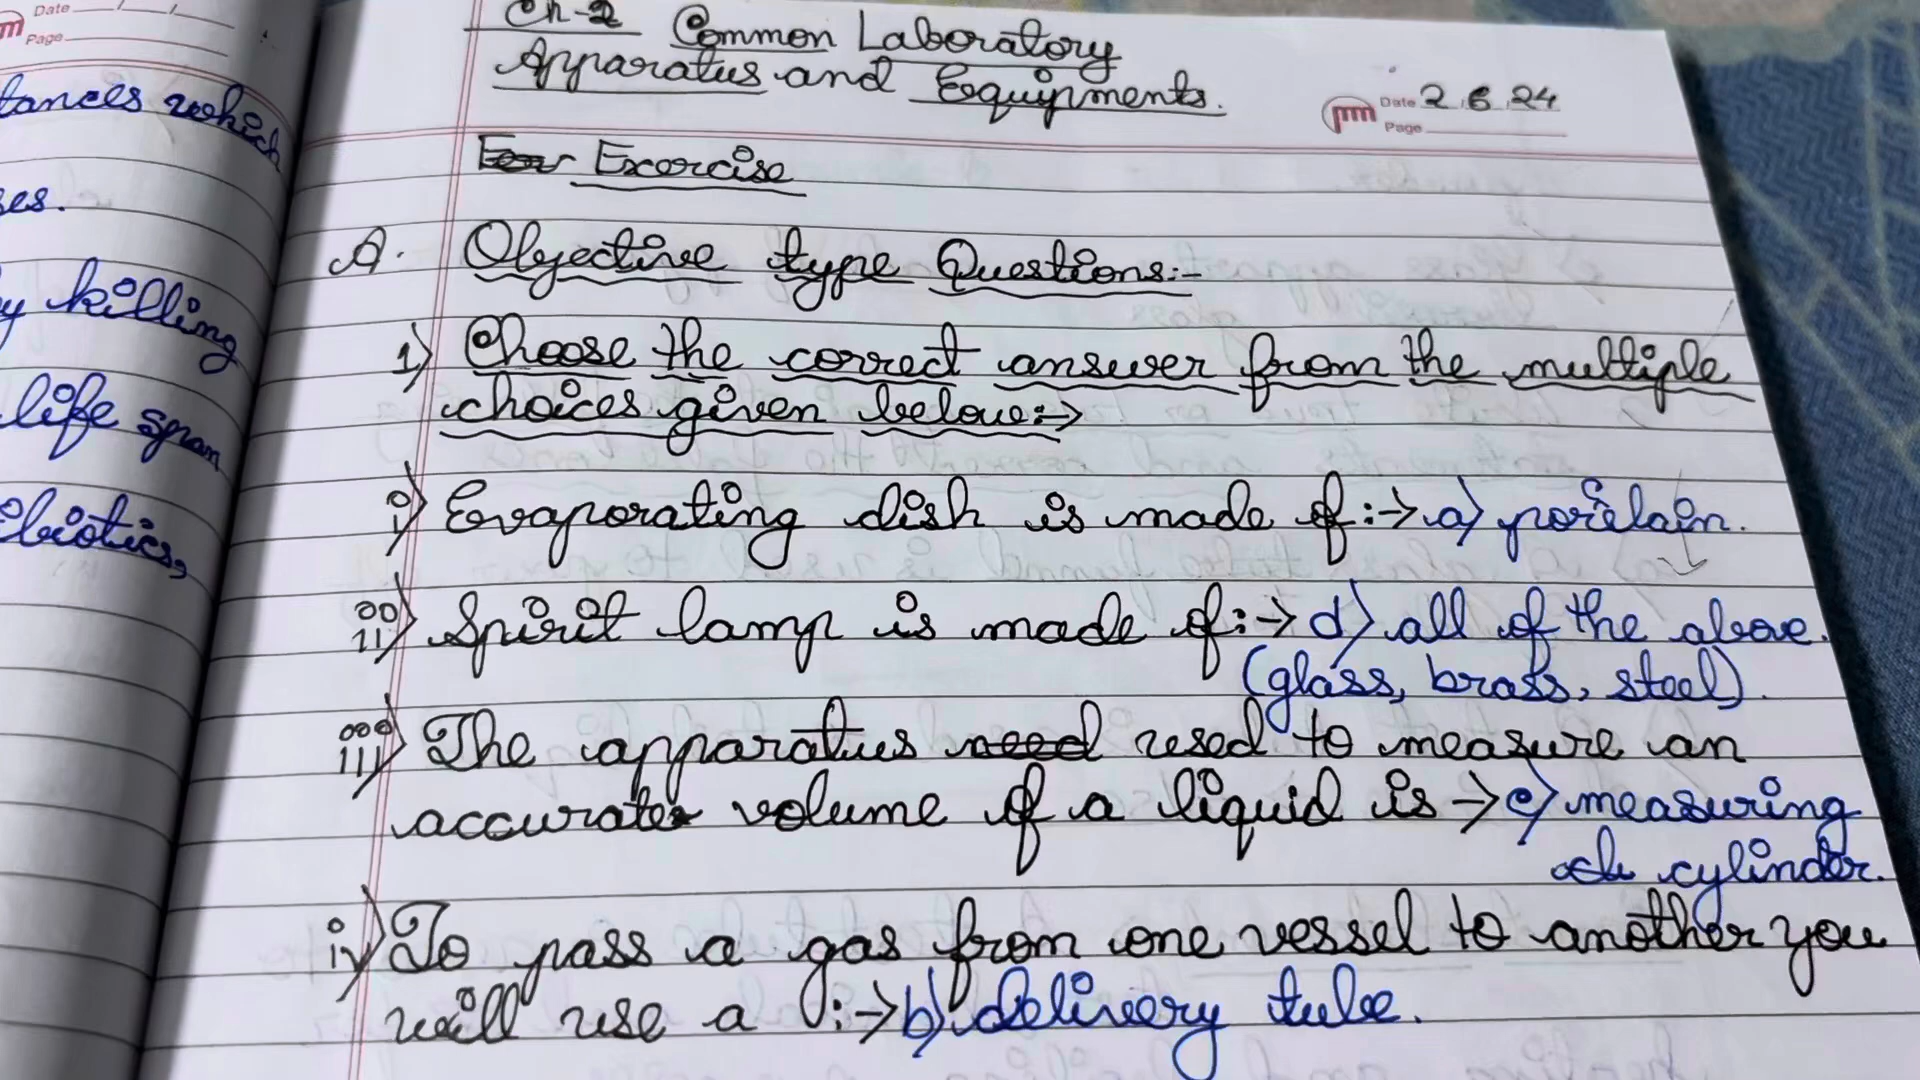 Date
Page
tances which
ses.
y killing
life span
biotics,
Ch-2 Common Laboratory
Apparatus and Equipments.
Date 2 6 24
Page
Exercise
A. Objective type Questions:-
1) Choose the correct answer from the multiple
choices given below:->
i) Evaporating dish is made of:-> a) porcelain.
ii) Spirit lamp is made of:-> d) all of the above.
(glass, brass, steel).
iii) The apparatus need used to measure an
accurate volume of a liquid is -> c) measuring
cylinder.
iv) To pass a gas from one vessel to another you
will use a :-> b) delivery tube.